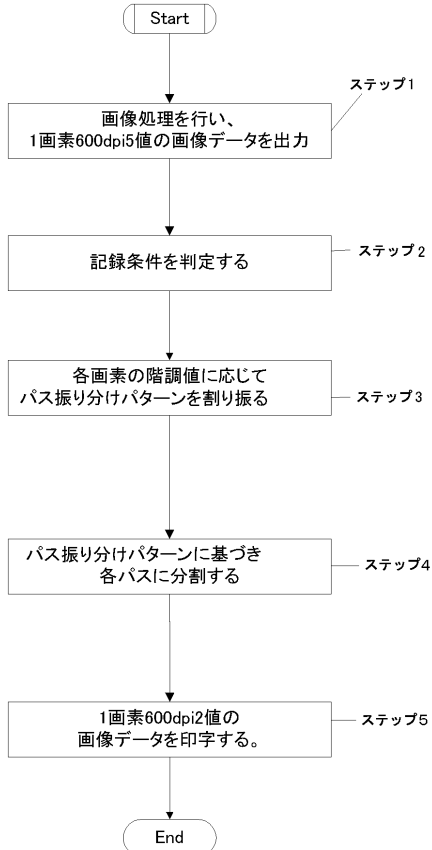 Start
ステップ1
画像処理を行い、
1画素600dpi5値の画像データを出力
ステップ2
記録条件を判定する
各画素の階調値に応じて
パス振り分けパターンを割り振る
ステップ3
パス振り分けパターンに基づき
各パスに分割する
ステップ4
1画素600dpi2値の
画像データを印字する。
ステップ5
End